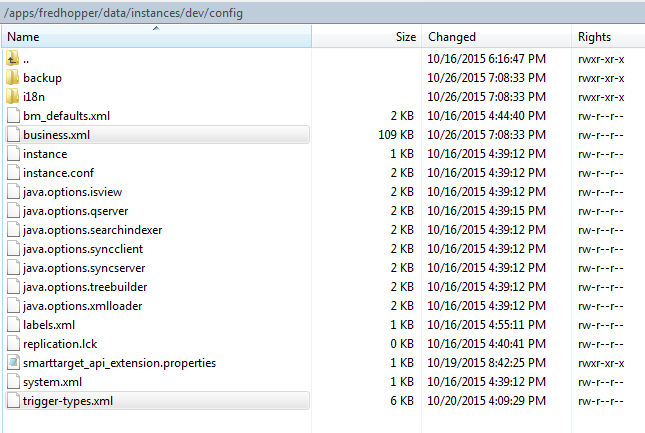 /apps/fredhopper/data/instances/dev/config
Name Size Changed Rights
.. 10/16/2015 6:16:47 PM rwxr-xr-x
backup 10/26/2015 7:08:33 PM rwxr-xr-x
i18n 10/26/2015 7:08:33 PM rwxr-xr-x
bm_defaults.xml 2 KB 10/16/2015 4:44:40 PM rw-r--r--
business.xml 109 KB 10/26/2015 7:08:33 PM rw-r--r--
instance 1 KB 10/16/2015 4:39:12 PM rw-r--r--
instance.conf 2 KB 10/16/2015 4:39:12 PM rw-r--r--
java.options.isview 2 KB 10/16/2015 4:39:12 PM rw-r--r--
java.options.qserver 2 KB 10/16/2015 4:39:15 PM rw-r--r--
java.options.searchindexer 2 KB 10/16/2015 4:39:12 PM rw-r--r--
java.options.syncclient 2 KB 10/16/2015 4:39:12 PM rw-r--r--
java.options.syncserver 2 KB 10/16/2015 4:39:12 PM rw-r--r--
java.options.treebuilder 2 KB 10/16/2015 4:39:12 PM rw-r--r--
java.options.xmlloader 2 KB 10/16/2015 4:39:12 PM rw-r--r--
labels.xml 1 KB 10/16/2015 4:55:11 PM rw-r--r--
replication.lck 0 KB 10/16/2015 4:40:41 PM rw-r--r--
smarttarget_api_extension.properties 1 KB 10/19/2015 8:42:25 PM rwxr-xr-x
system.xml 1 KB 10/16/2015 4:39:12 PM rw-r--r--
trigger-types.xml 6 KB 10/20/2015 4:09:29 PM rw-r--r--